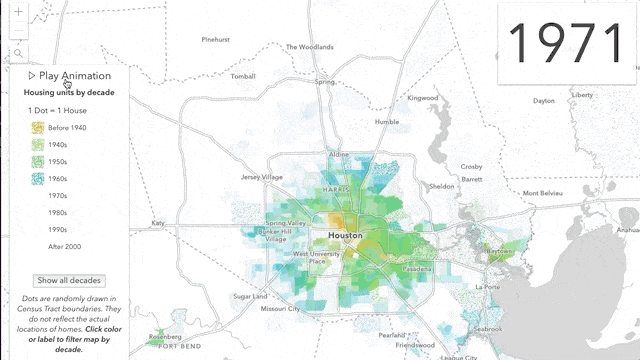 1971
Play Animation
Housing units by decade
1 Dot = 1 House
Before 1940
1940s
1950s
1960s
1970s
1980s
1990s
After 2000
Show all decades
Dots are randomly drawn in
Census Tract boundaries. They
do not reflect the actual
locations of homes. Click color
or label to filter map by
decade.
Pinehurst
The Woodlands
Tomball
Spring
Kingwood
Dayton
Liberty
Humble
Aldine
Crosby
Jersey Village
HARRIS
Sheldon
Barrett
Mont Belvieu
Katy
Spring Valley
Bunker Hill
Village
Houston
West University
Place
Baytown
Pasadena
La Porte
Sugar Land
Missouri City
Seabrook
Rosenberg
FORT BEND
Pearland
Friendswood
League City